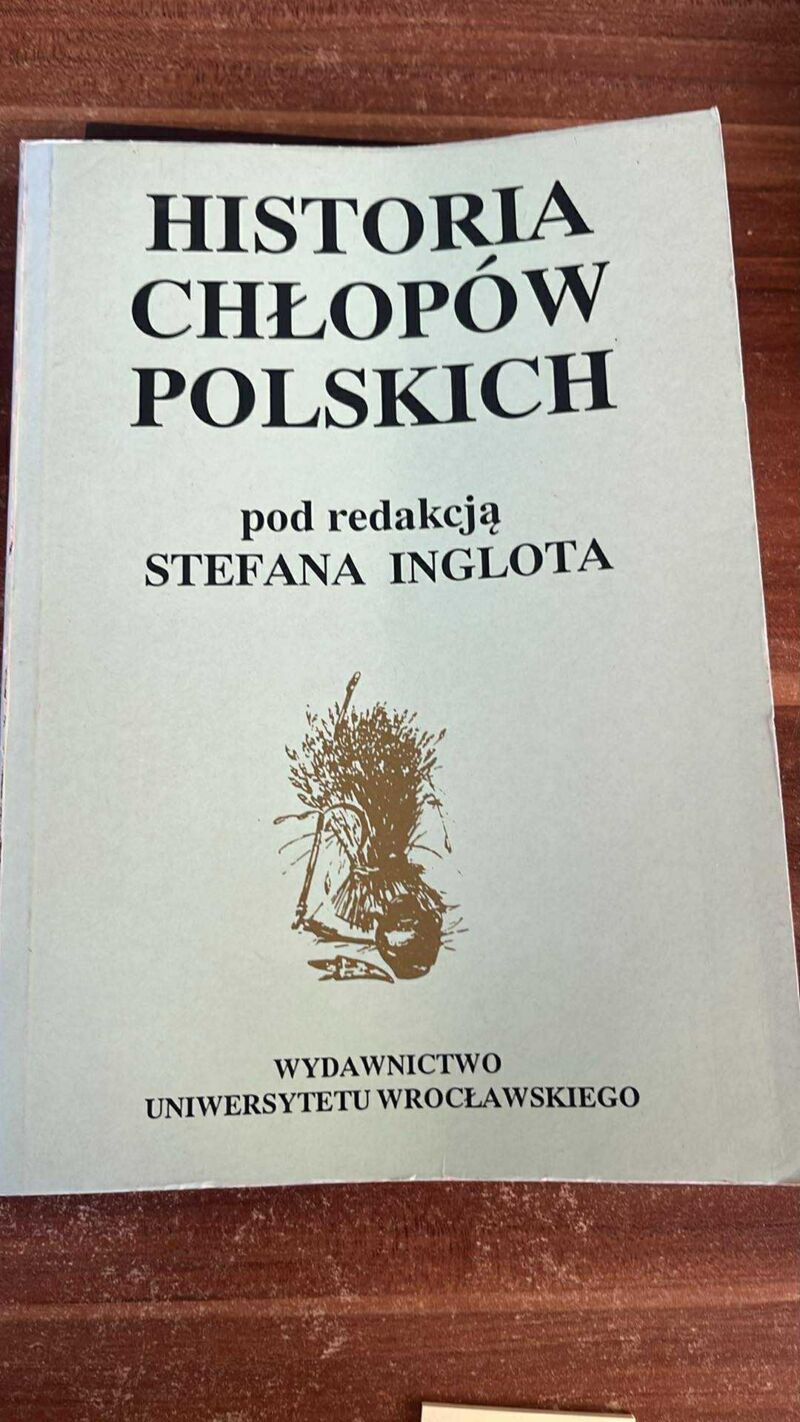 HISTORIA
CHŁOPÓW
POLSKICH
pod redakcją
STEFANA INGLOTA
WYDAWNICTWO
UNIWERSYTETU WROCŁAWSKIEGO